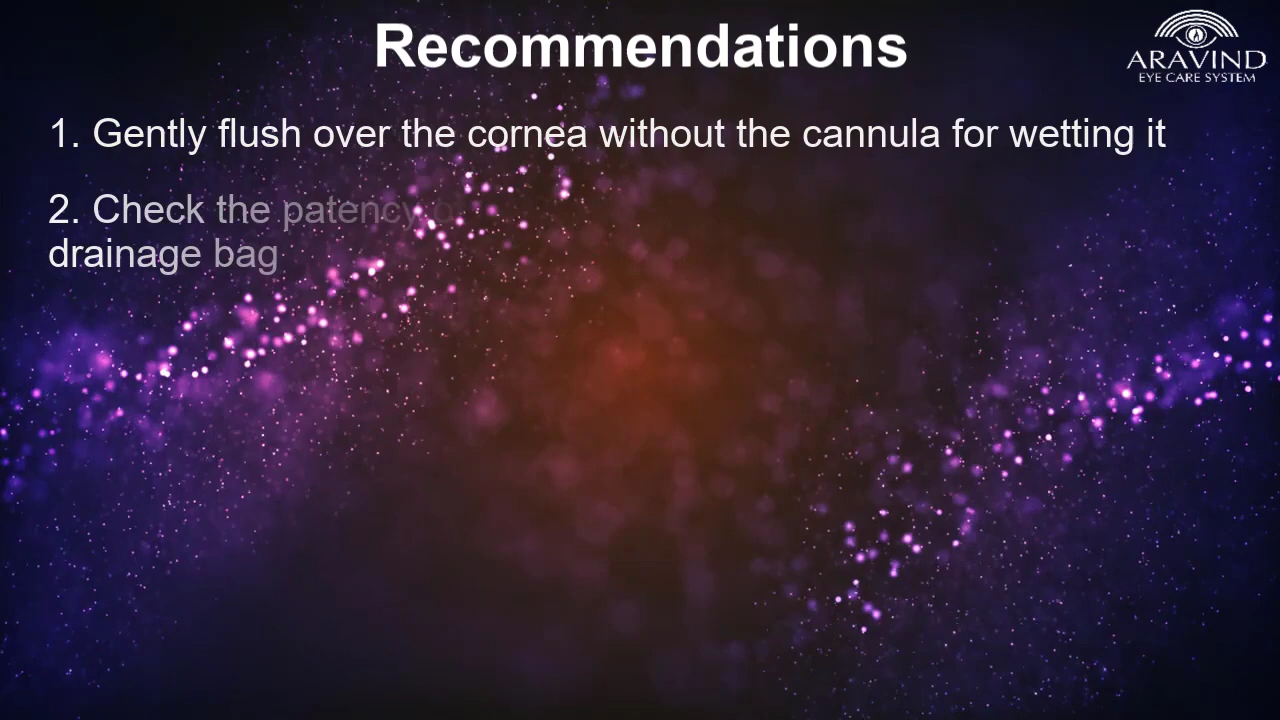 Recommendations
ARAVIND
EYE CARE SYSTEM
1. Gently flush over the cornea without the cannula for wetting it
2. Check the patency
drainage bag